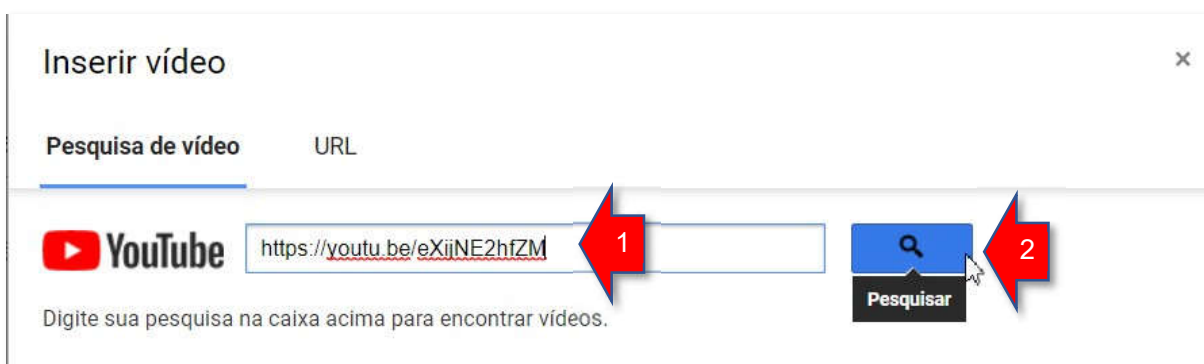 Inserir vídeo ×
Pesquisa de vídeo URL
YouTube https://youtu.be/eXijNE2hfZM 1 2
Pesquisar
Digite sua pesquisa na caixa acima para encontrar vídeos.